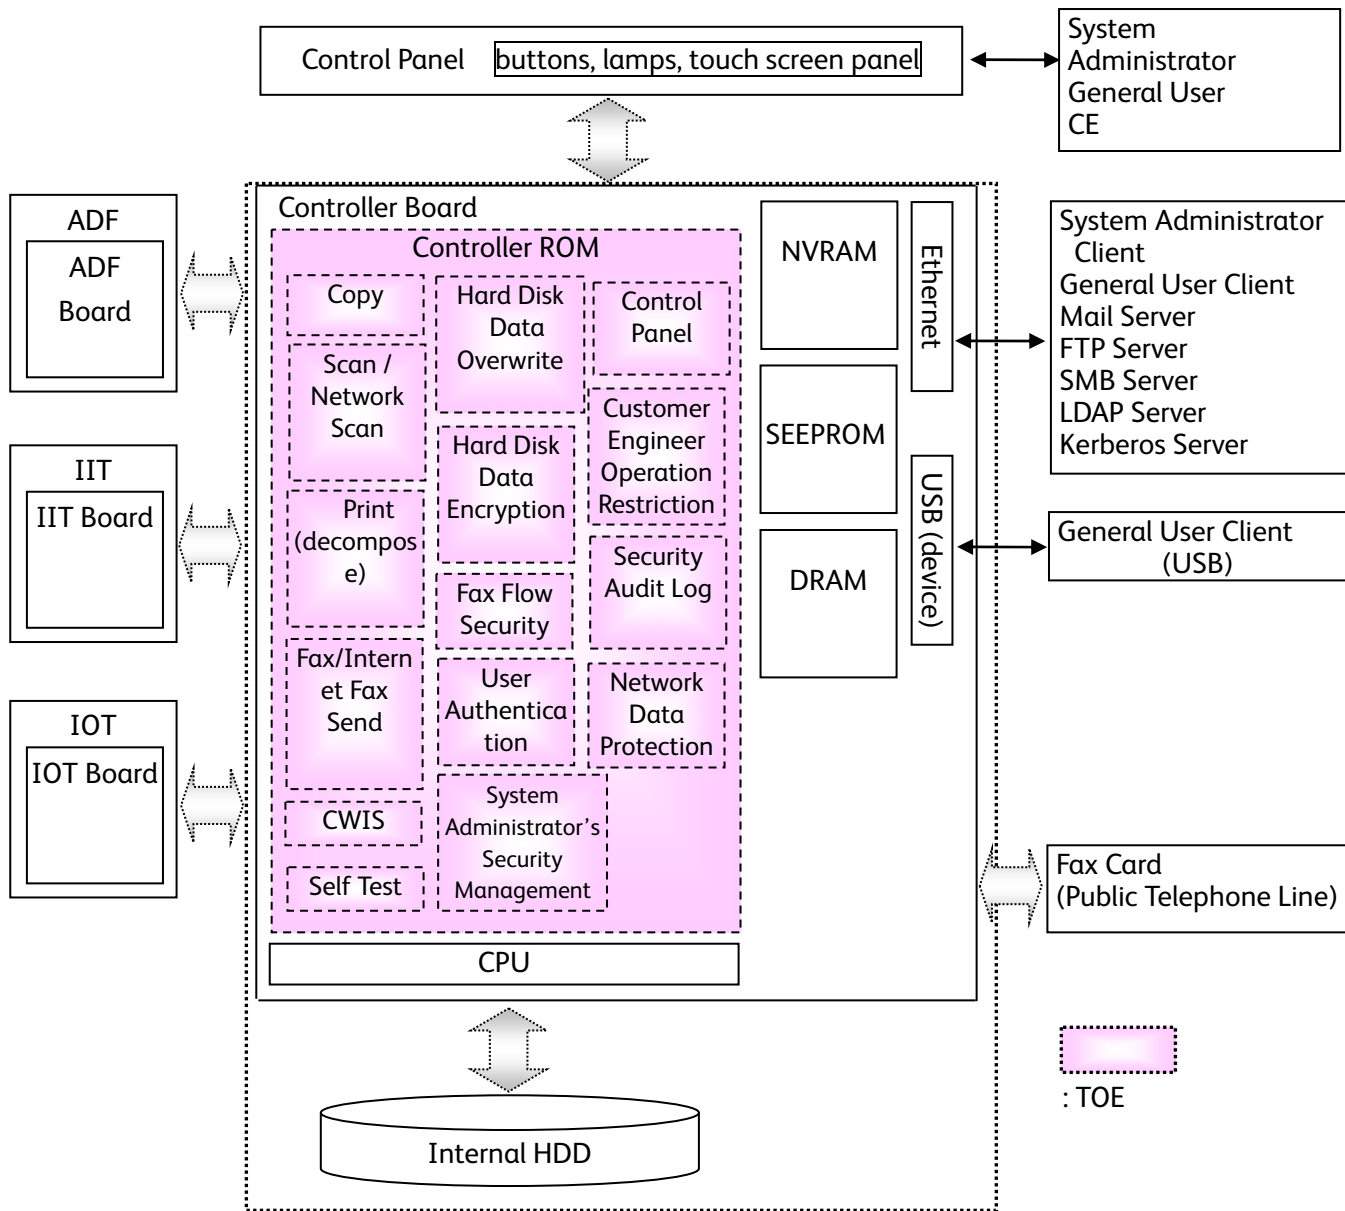 Control Panel buttons, lamps, touch screen panel
System
Administrator
General User
CE
ADF
ADF
Board
IIT
IIT Board
IOT
IOT Board
Controller Board
Controller ROM
Copy
Scan /
Network
Scan
Print
(decompos
e)
Fax/Intern
et Fax
Send
CWIS
Self Test
Hard Disk
Data
Overwrite
Hard Disk
Data
Encryption
Fax Flow
Security
User
Authentica
tion
System
Administrator’s
Security
Management
Control
Panel
Customer
Engineer
Operation
Restriction
Security
Audit Log
Network
Data
Protection
CPU
NVRAM
SEEPROM
DRAM
Ethernet
USB (device)
System Administrator
Client
General User Client
Mail Server
FTP Server
SMB Server
LDAP Server
Kerberos Server
General User Client
(USB)
Fax Card
(Public Telephone Line)
Internal HDD
: TOE